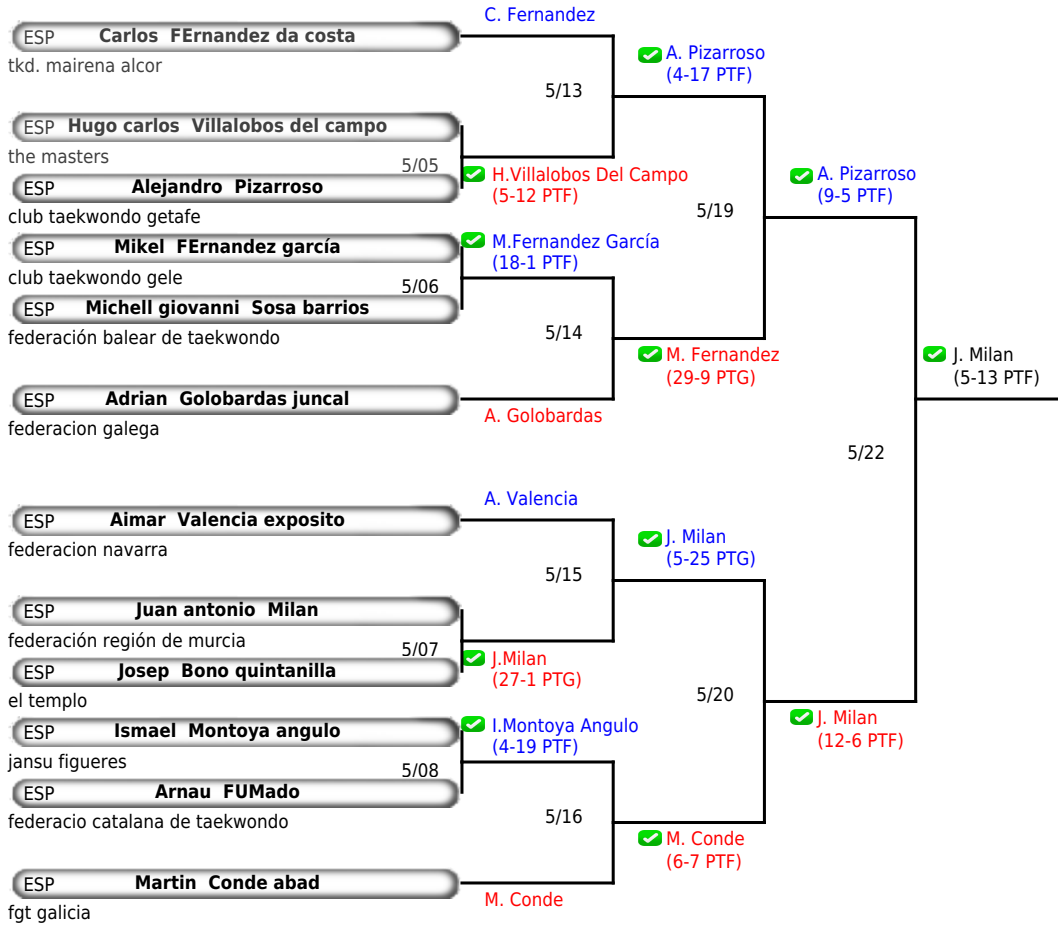 C. Fernandez
ESP Carlos FErnandez da costa
tkd. mairena alcor
A. Pizarroso
(4-17 PTF)
5/13
ESP Hugo carlos Villalobos del campo
the masters
5/05
H.Villalobos Del Campo
(5-12 PTF)
A. Pizarroso
(9-5 PTF)
ESP Alejandro Pizarroso
club taekwondo getafe
5/19
ESP Mikel FErnandez garcía
M.Fernandez García
(18-1 PTF)
club taekwondo gele
5/06
ESP Michell giovanni Sosa barrios
federación balear de taekwondo
5/14
M. Fernandez
(29-9 PTG)
J. Milan
(5-13 PTF)
ESP Adrian Golobardas juncal
A. Golobardas
federacion galega
5/22
A. Valencia
ESP Aimar Valencia exposito
federacion navarra
J. Milan
(5-25 PTG)
5/15
ESP Juan antonio Milan
federación región de murcia
5/07
J.Milan
(27-1 PTG)
ESP Josep Bono quintanilla
el templo
5/20
ESP Ismael Montoya angulo
I.Montoya Angulo
(4-19 PTF)
J. Milan
(12-6 PTF)
jansu figueres
5/08
ESP Arnau FUMado
federacio catalana de taekwondo
5/16
M. Conde
(6-7 PTF)
ESP Martin Conde abad
M. Conde
fgt galicia